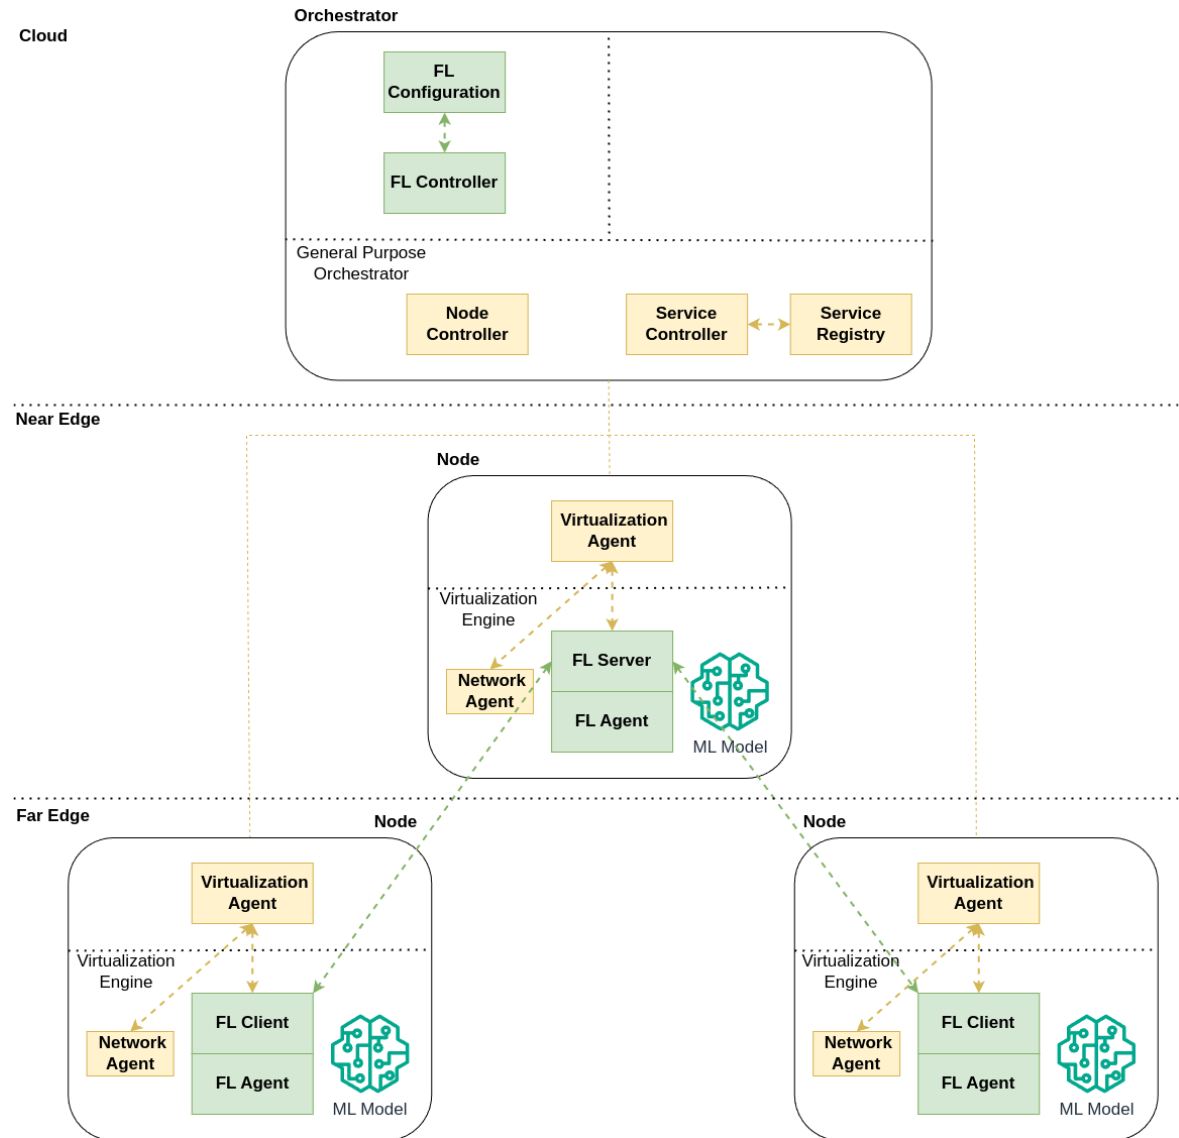 Orchestrator
Cloud
FL
Configuration
FL Controller
General Purpose
Orchestrator
Node
Controller
Service
Controller
Service
Registry
Near Edge
Node
Virtualization
Agent
Virtualization
Engine
FL Server
Network
Agent
FL Agent
ML Model
Far Edge
Node
Node
Virtualization
Agent
Virtualization
Engine
FL Client
Network
Agent
FL Agent
ML Model
Virtualization
Agent
Virtualization
Engine
FL Client
Network
Agent
FL Agent
ML Model